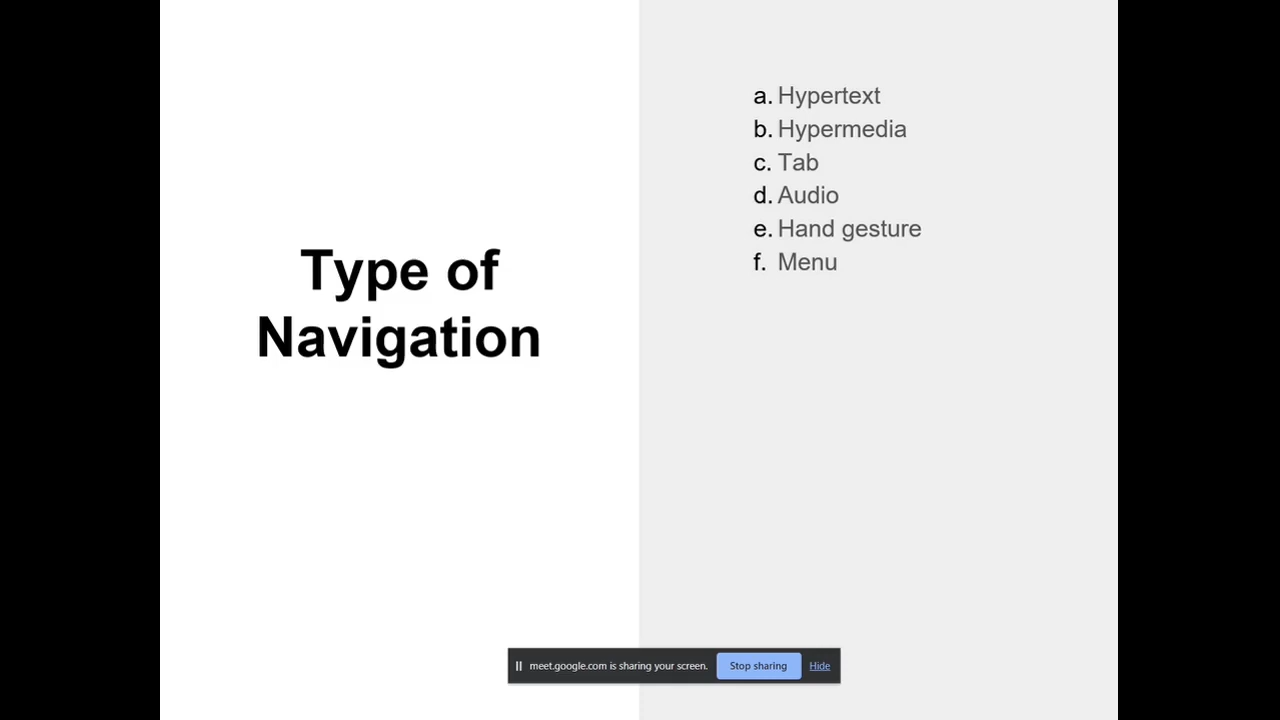 Type of
Navigation
a. Hypertext
b. Hypermedia
c. Tab
d. Audio
e. Hand gesture
f. Menu
meet.google.com is sharing your screen. Stop sharing Hide